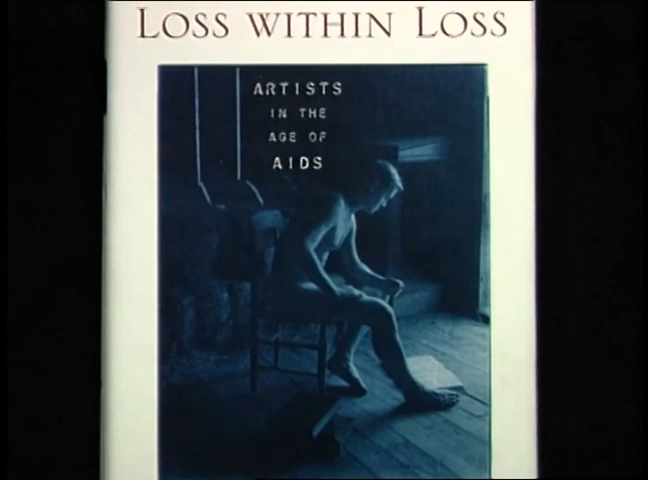 LOSS WITHIN LOSS
ARTISTS
IN THE
AGE OF
AIDS